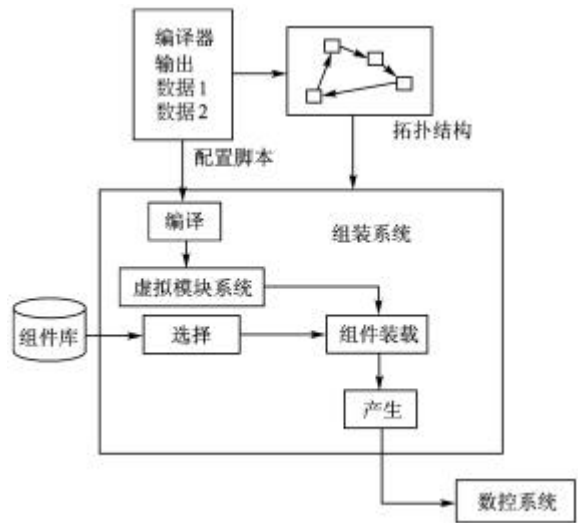 编译器
输出
数据1
数据2
拓扑结构
配置脚本
编译
组装系统
虚拟模块系统
组件库
选择
组件装载
产生
数控系统